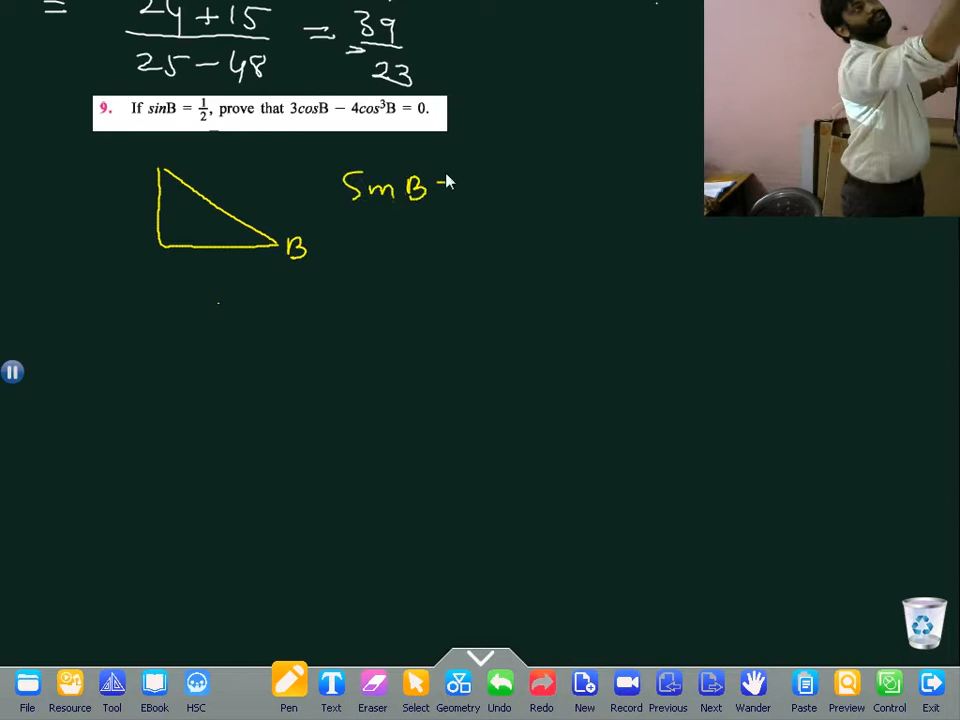 = 24 + 15 = 39
25 - 48 23
9. If sinB = 1/2, prove that 3cosB − 4cos³B = 0.
Sin B -
B
File Resource Tool EBook HSC Pen Text Eraser Select Geometry Undo Redo New Record Previous Next Wander Paste Preview Control Exit